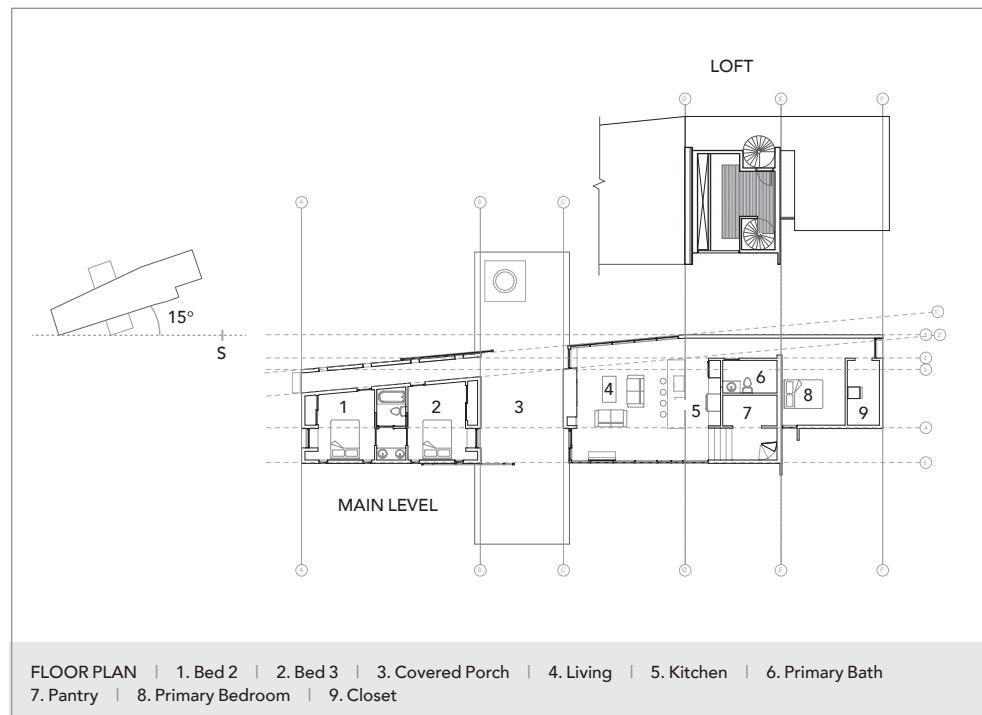 LOFT
D E F
A B C
15°
S
1 2 3 4 5 6 7 8 9
MAIN LEVEL
A B C D E F
FLOOR PLAN | 1. Bed 2 | 2. Bed 3 | 3. Covered Porch | 4. Living | 5. Kitchen | 6. Primary Bath
7. Pantry | 8. Primary Bedroom | 9. Closet